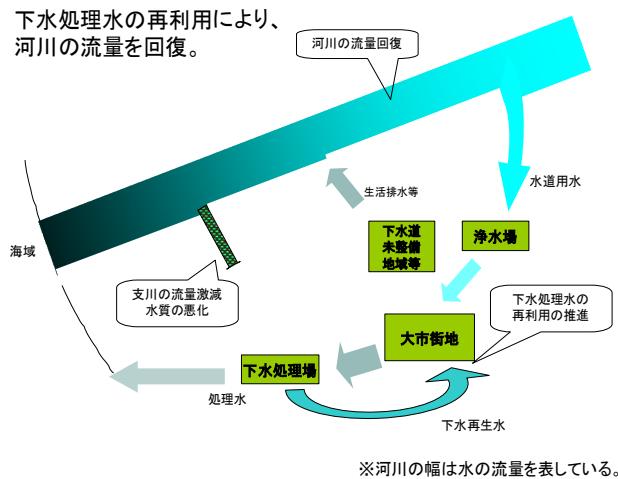 下水処理水の再利用により、
河川の流量を回復。
河川の流量回復
水道用水
生活排水等
下水道
未整備
地域等
浄水場
海域
支川の流量激減
水質の悪化
下水処理水の
再利用の推進
大市街地
下水処理場
処理水
下水再生水
※河川の幅は水の流量を表している。